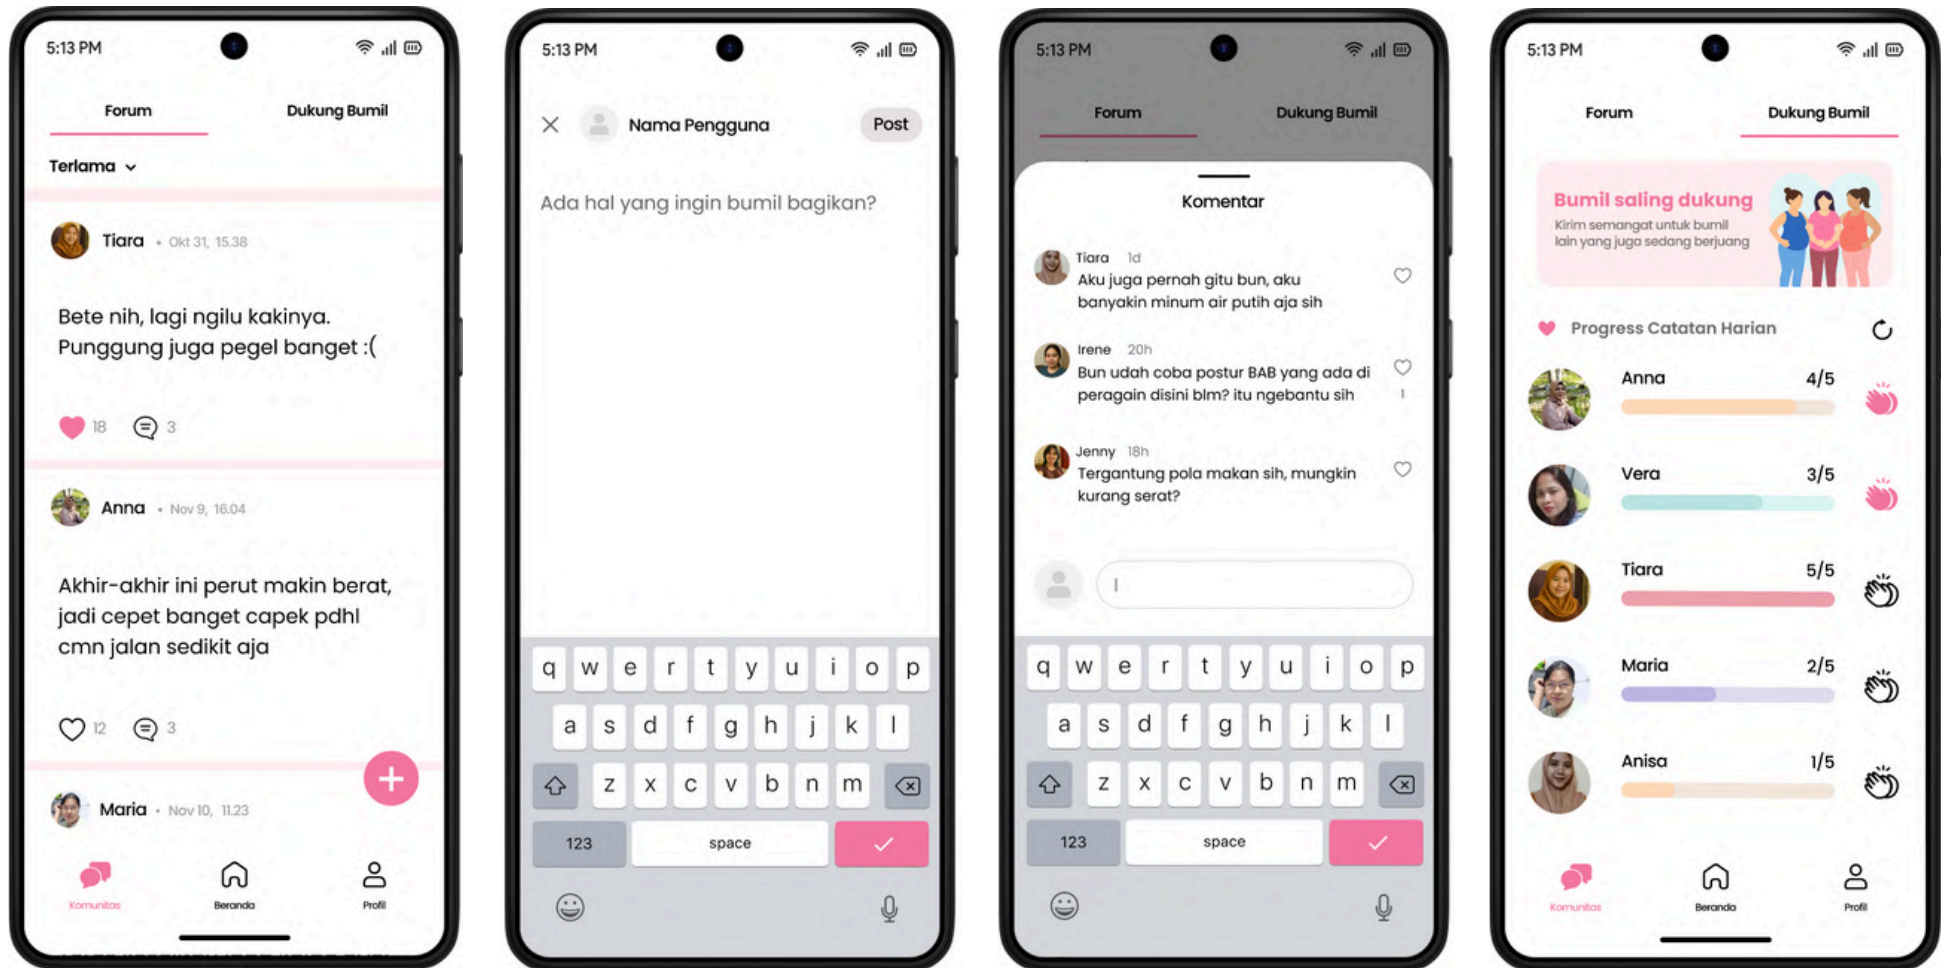 5:13 PM
Forum
Dukung Bumil
Terlama
Tiara • Okt 31, 15.38
Bete nih, lagi ngilu kakinya.
Punggung juga pegel banget :(
18
3
Anna • Nov 9, 16.04
Akhir-akhir ini perut makin berat,
jadi cepet banget capek pdhl
cmn jalan sedikit aja
12
3
Maria • Nov 10, 11.23
Komunitas
Beranda
Profil
5:13 PM
Nama Pengguna
Post
Ada hal yang ingin bumil bagikan?
q w e r t y u i o p
a s d f g h j k l
z x c v b n m
123
space
5:13 PM
Forum
Dukung Bumil
Komentar
Tiara 1d
Aku juga pernah gitu bun, aku
banyakin minum air putih aja sih
Irene 20h
Bun udah coba postur BAB yang ada di
peragain disini blm? itu ngebantu sih
1
Jenny 18h
Tergantung pola makan sih, mungkin
kurang serat?
q w e r t y u i o p
a s d f g h j k l
z x c v b n m
123
space
5:13 PM
Forum
Dukung Bumil
Bumil saling dukung
Kirim semangat untuk bumil
lain yang juga sedang berjuang
Progress Catatan Harian
Anna 4/5
Vera 3/5
Tiara 5/5
Maria 2/5
Anisa 1/5
Komunitas
Beranda
Profil